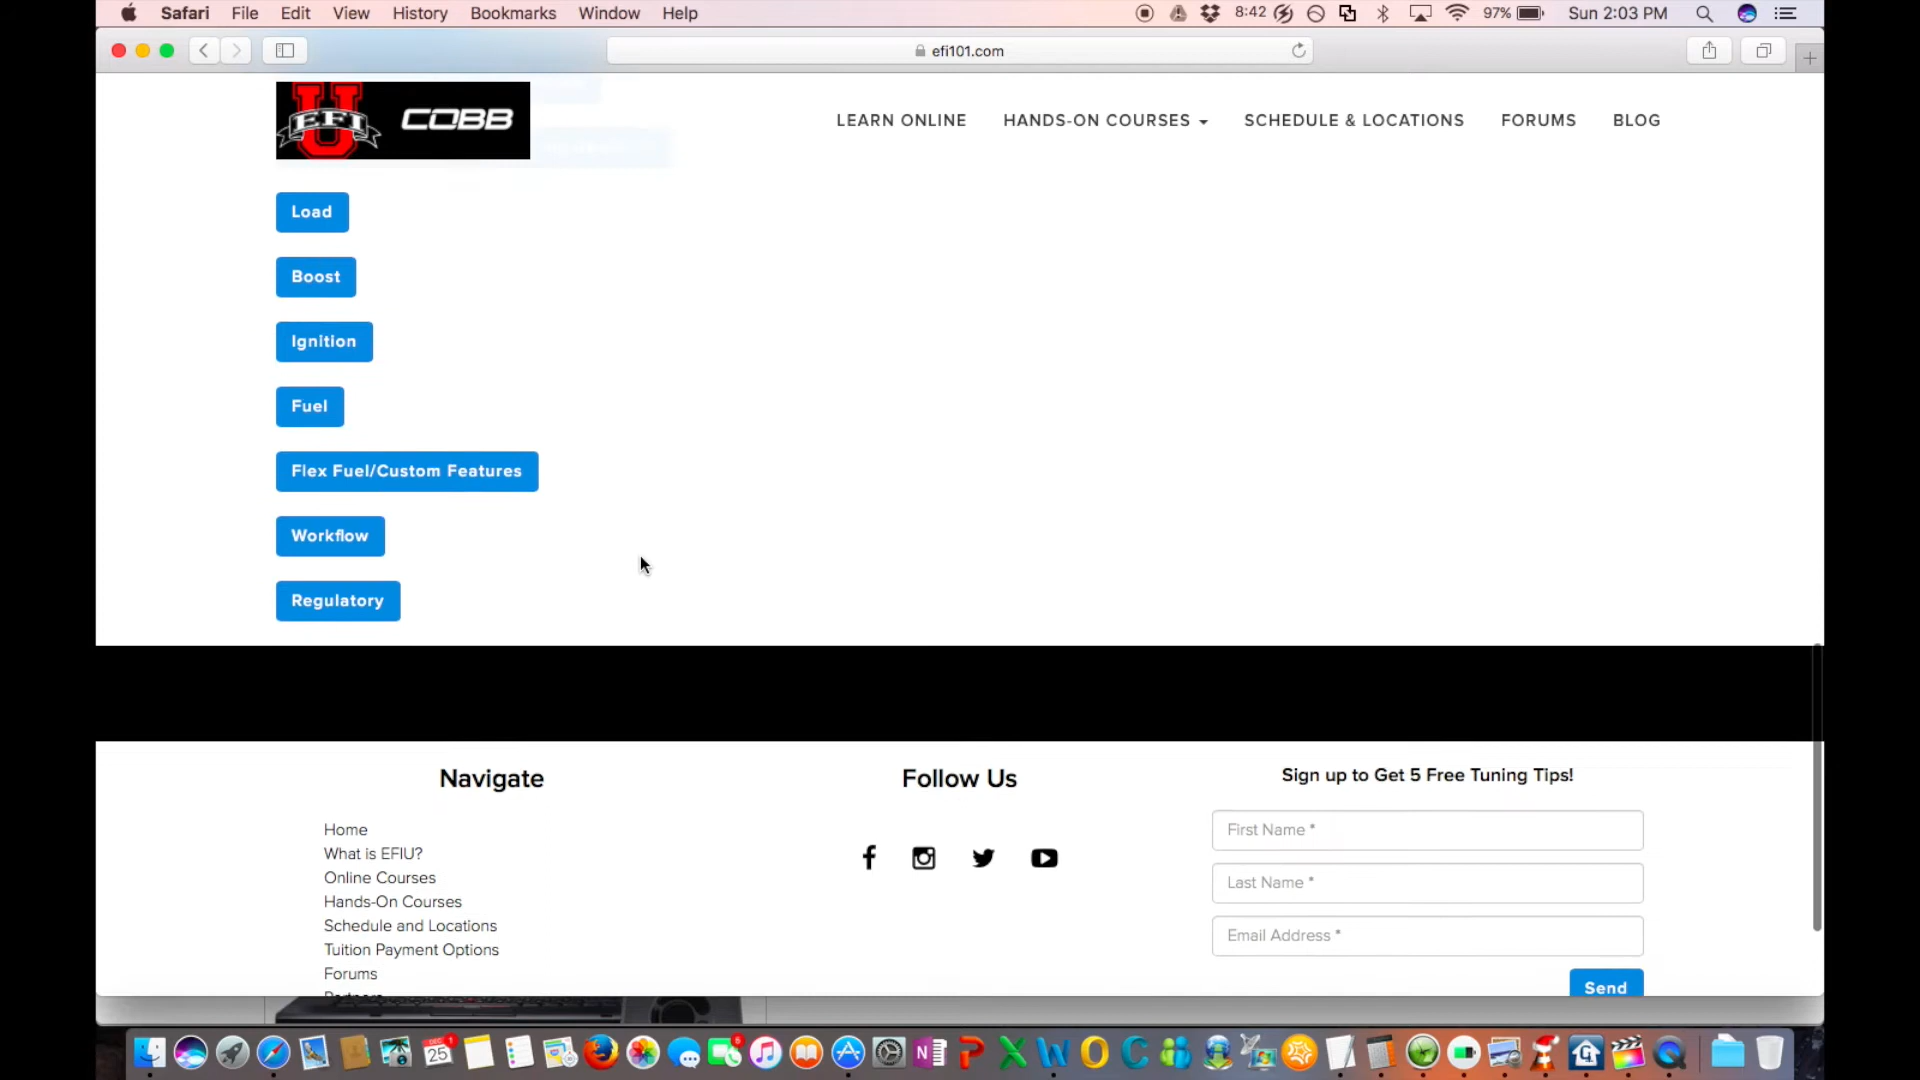 Safari File Edit View History Bookmarks Window Help 8:42 97% Sun 2:03 PM
efi101.com
U EFI COBB
LEARN ONLINE HANDS-ON COURSES SCHEDULE & LOCATIONS FORUMS BLOG
Load
Boost
Ignition
Fuel
Flex Fuel/Custom Features
Workflow
Regulatory
Navigate
Home
What is EFIU?
Online Courses
Hands-On Courses
Schedule and Locations
Tuition Payment Options
Forums
Follow Us
Sign up to Get 5 Free Tuning Tips!
First Name *
Last Name *
Email Address *
Send
DEC 25